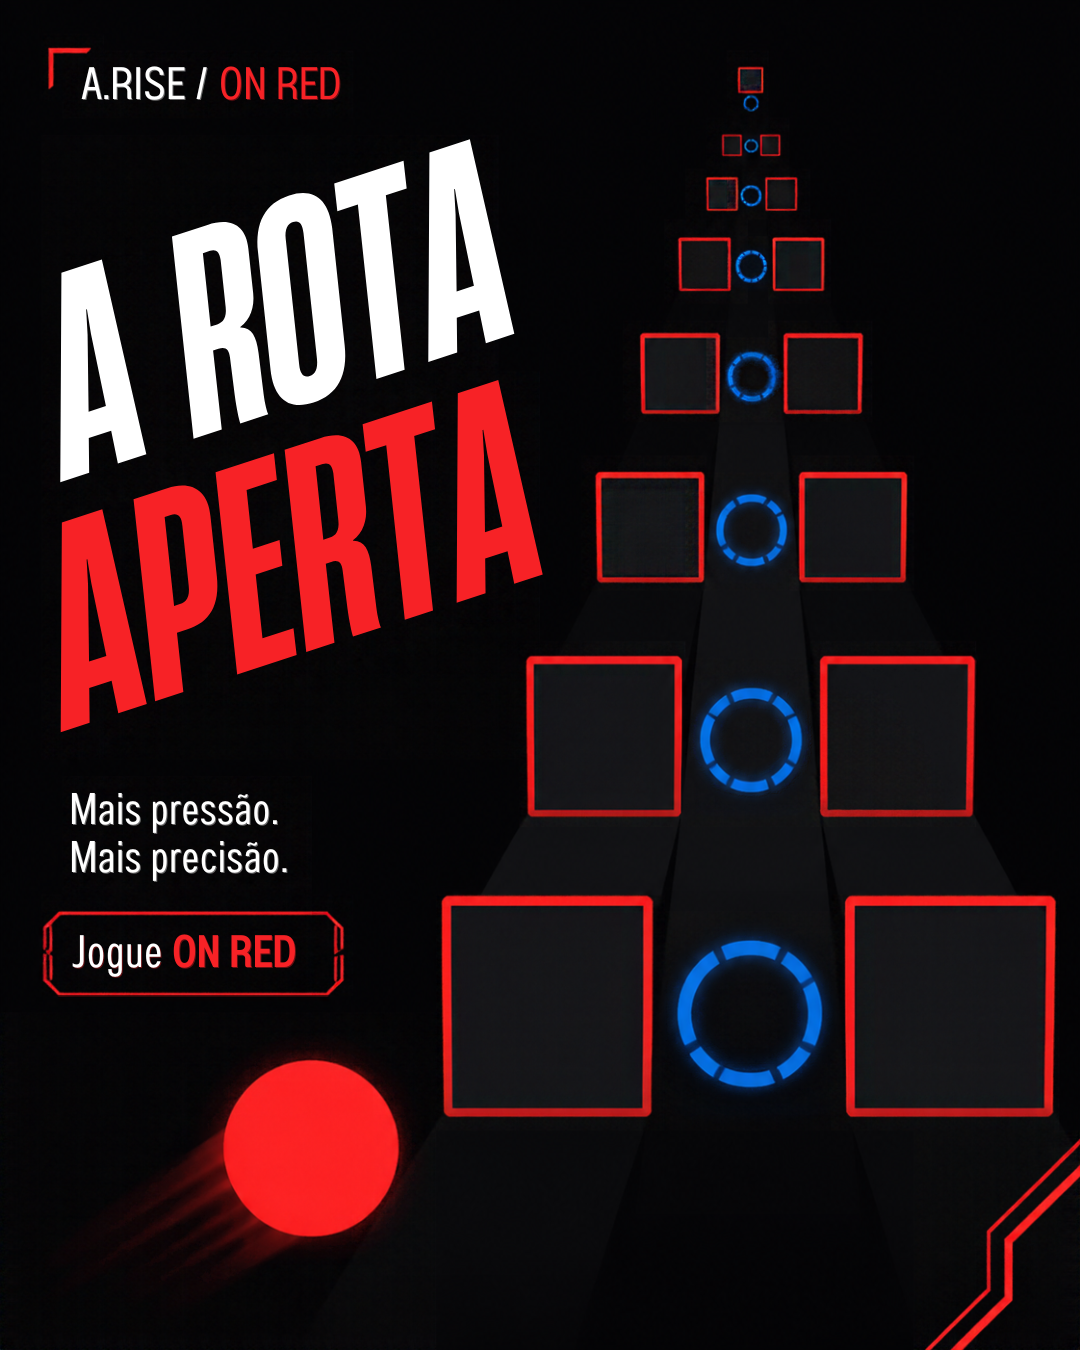 A.RISE / ON RED
A ROTA
APERTA
Mais pressão.
Mais precisão.
Jogue ON RED